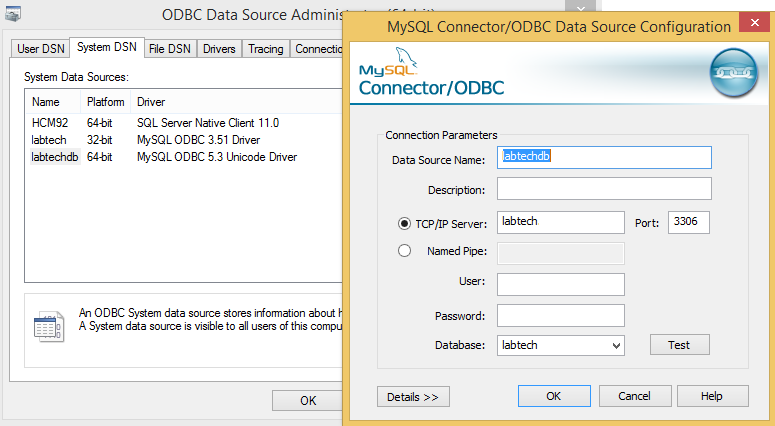 ODBC Data Source Administrator (64-bit)
User DSN System DSN File DSN Drivers Tracing Connection
System Data Sources:
Name Platform Driver
HCM92 64-bit SQL Server Native Client 11.0
labtech 32-bit MySQL ODBC 3.51 Driver
labtechdb 64-bit MySQL ODBC 5.3 Unicode Driver
An ODBC System data source stores information about h
A System data source is visible to all users of this compu
OK
MySQL Connector/ODBC Data Source Configuration
MySQL
Connector/ODBC
Connection Parameters
Data Source Name: labtechdb
Description:
TCP/IP Server: labtech Port: 3306
Named Pipe:
User:
Password:
Database: labtech Test
Details >> OK Cancel Help